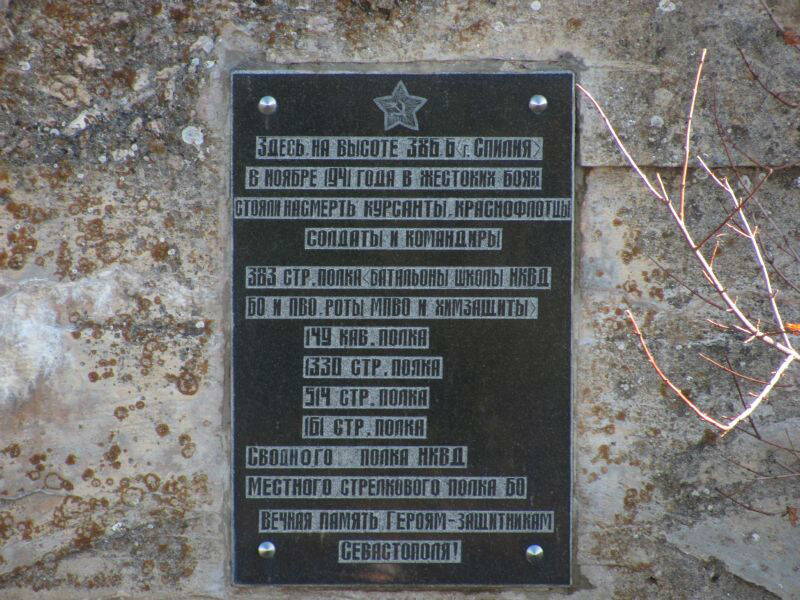 Здесь на высоте 386 6 (г. Спилия)
в ноябре 1941 года в жестоких боях
стояли насмерть курсанты, краснофлотцы
солдаты и командиры
383 стр. полка (батальоны школы НКВД
БО и ПВО. роты МПВО и химзащиты)
149 кав. полка
1330 стр. полка
514 стр. полка
161 стр. полка
Сводного полка НКВД
Местного стрелкового полка БО
Вечная память героям-защитникам
Севастополя!